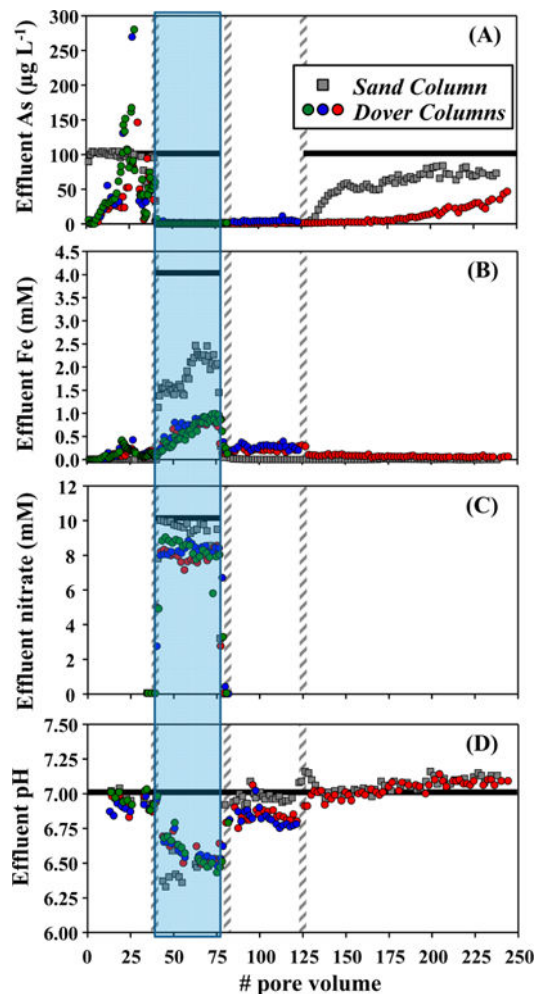 300
250
200
150
100
50
0
Effluent As (µg L⁻¹)
(A)
Sand Column
Dover Columns
4.5
4.0
3.5
3.0
2.5
2.0
1.5
1.0
0.5
0.0
Effluent Fe (mM)
(B)
12
10
8
6
4
2
0
Effluent nitrate (mM)
(C)
7.50
7.25
7.00
6.75
6.50
6.25
6.00
Effluent pH
(D)
0 25 50 75 100 125 150 175 200 225 250
# pore volume